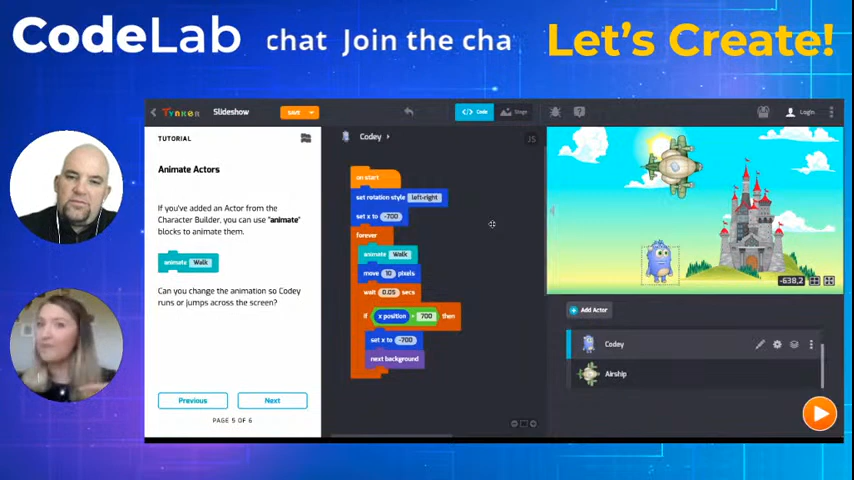 CodeLab
chat Join the cha
Let's Create!
Tynker
Slideshow
SAVE
Code
Stage
Login
TUTORIAL
Animate Actors
If you've added an Actor from the
Character Builder, you can use "animate"
blocks to animate them.
animate Walk
Can you change the animation so Codey
runs or jumps across the screen?
Previous
Next
PAGE 5 OF 6
Codey
JS
on start
set rotation style left-right
set x to -700
forever
animate Walk
move 10 pixels
wait 0.05 secs
if x position > 700 then
set x to -700
next background
-638,2
Add Actor
Codey
Airship